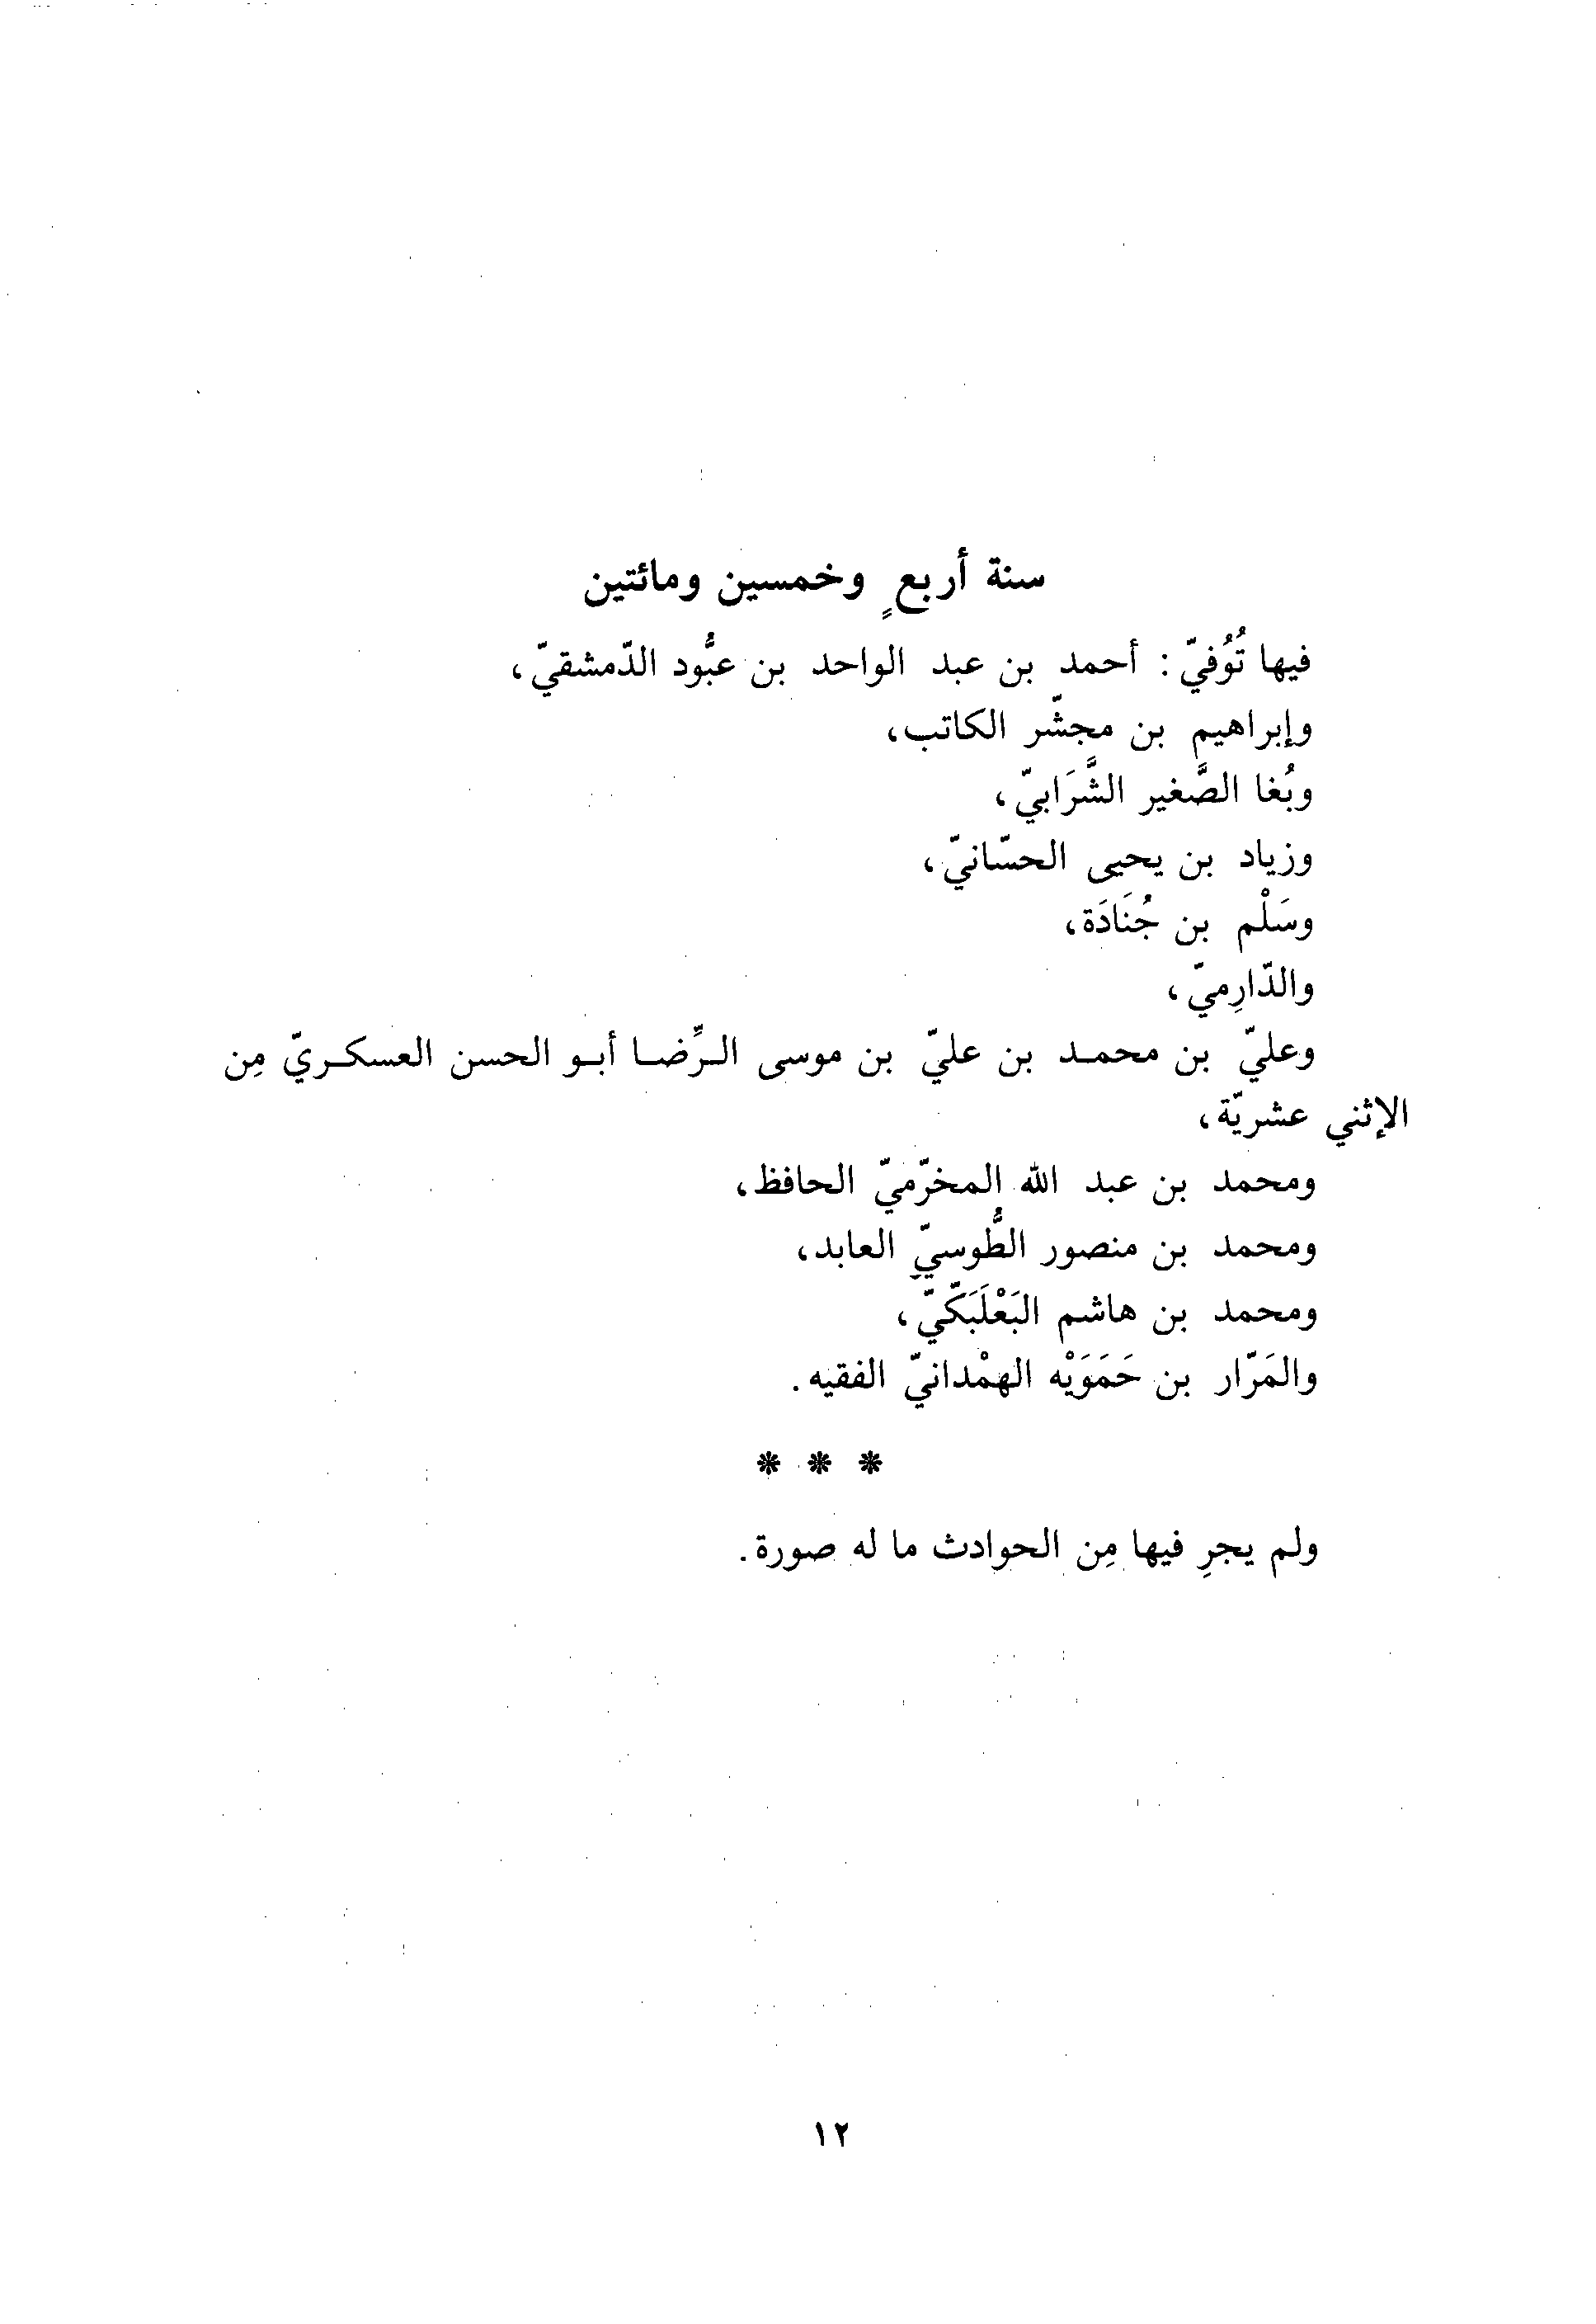 سنة أربعٍ وخمسين ومائتين
فيها تُوُفيّ: أحمد بن عبد الواحد بن عبُّود الدّمشقيّ،
وإبراهيم بن مجشّر الكاتب،
وبُغا الصَّغير الشَّرَابيّ،
وزياد بن يحيى الحسّانيّ،
وسَلْم بن جُنَادَة،
والدّارِميّ،
وعليّ بن محمد بن عليّ بن موسى الرِّضا أبو الحسن العسكريّ مِن
الإثني عشريّة،
ومحمد بن عبد الله المخرّميّ الحافظ،
ومحمد بن منصور الطُّوسيّ العابد،
ومحمد بن هاشم البَعْلَبَكّيّ،
والمَرّار بن حَمَوَيْه الهمْدانيّ الفقيه.
* * *
ولم يجرِ فيها مِن الحوادث ما له صورة.
١٢